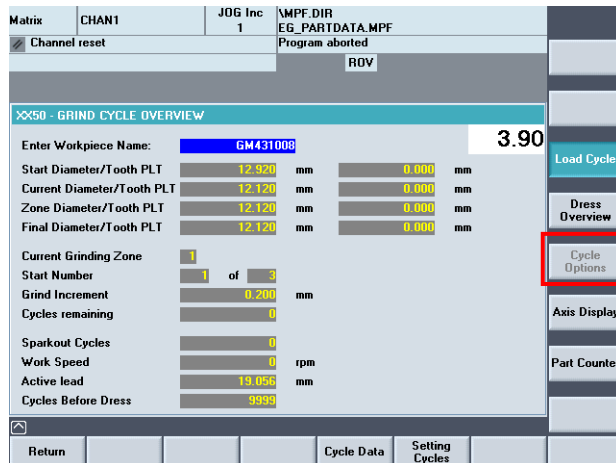 Matrix CHAN1 JOG Inc \MPF.DIR
1 EG_PARTDATA.MPF
Channel reset Program aborted
ROV
XX50 - GRIND CYCLE OVERVIEW
Enter Workpiece Name: GM431008 3.90
Start Diameter/Tooth PLT 12.920 mm 0.000 mm
Current Diameter/Tooth PLT 12.120 mm 0.000 mm
Zone Diameter/Tooth PLT 12.120 mm 0.000 mm
Final Diameter/Tooth PLT 12.120 mm 0.000 mm
Current Grinding Zone 1
Start Number 1 of 3
Grind Increment 0.200 mm
Cycles remaining 0
Sparkout Cycles 0
Work Speed 0 rpm
Active lead 19.056 mm
Cycles Before Dress 9999
Load Cycle
Dress
Overview
Cycle
Options
Axis Display
Part Counte
Return Cycle Data Setting
Cycles